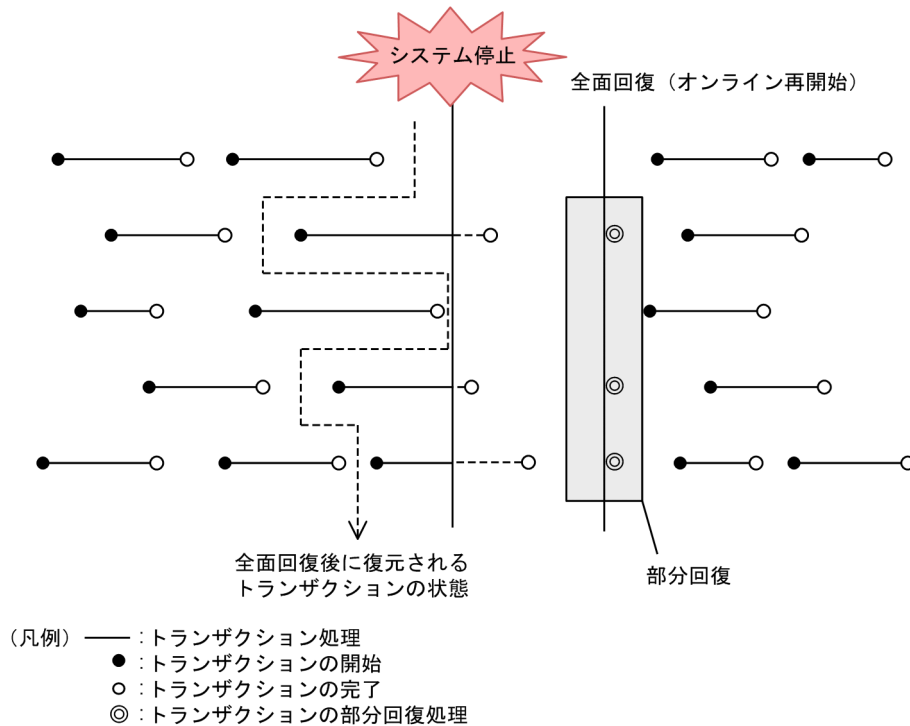 システム停止
全面回復（オンライン再開始）
全面回復後に復元される
トランザクションの状態
部分回復
（凡例） ：トランザクション処理
：トランザクションの開始
：トランザクションの完了
：トランザクションの部分回復処理